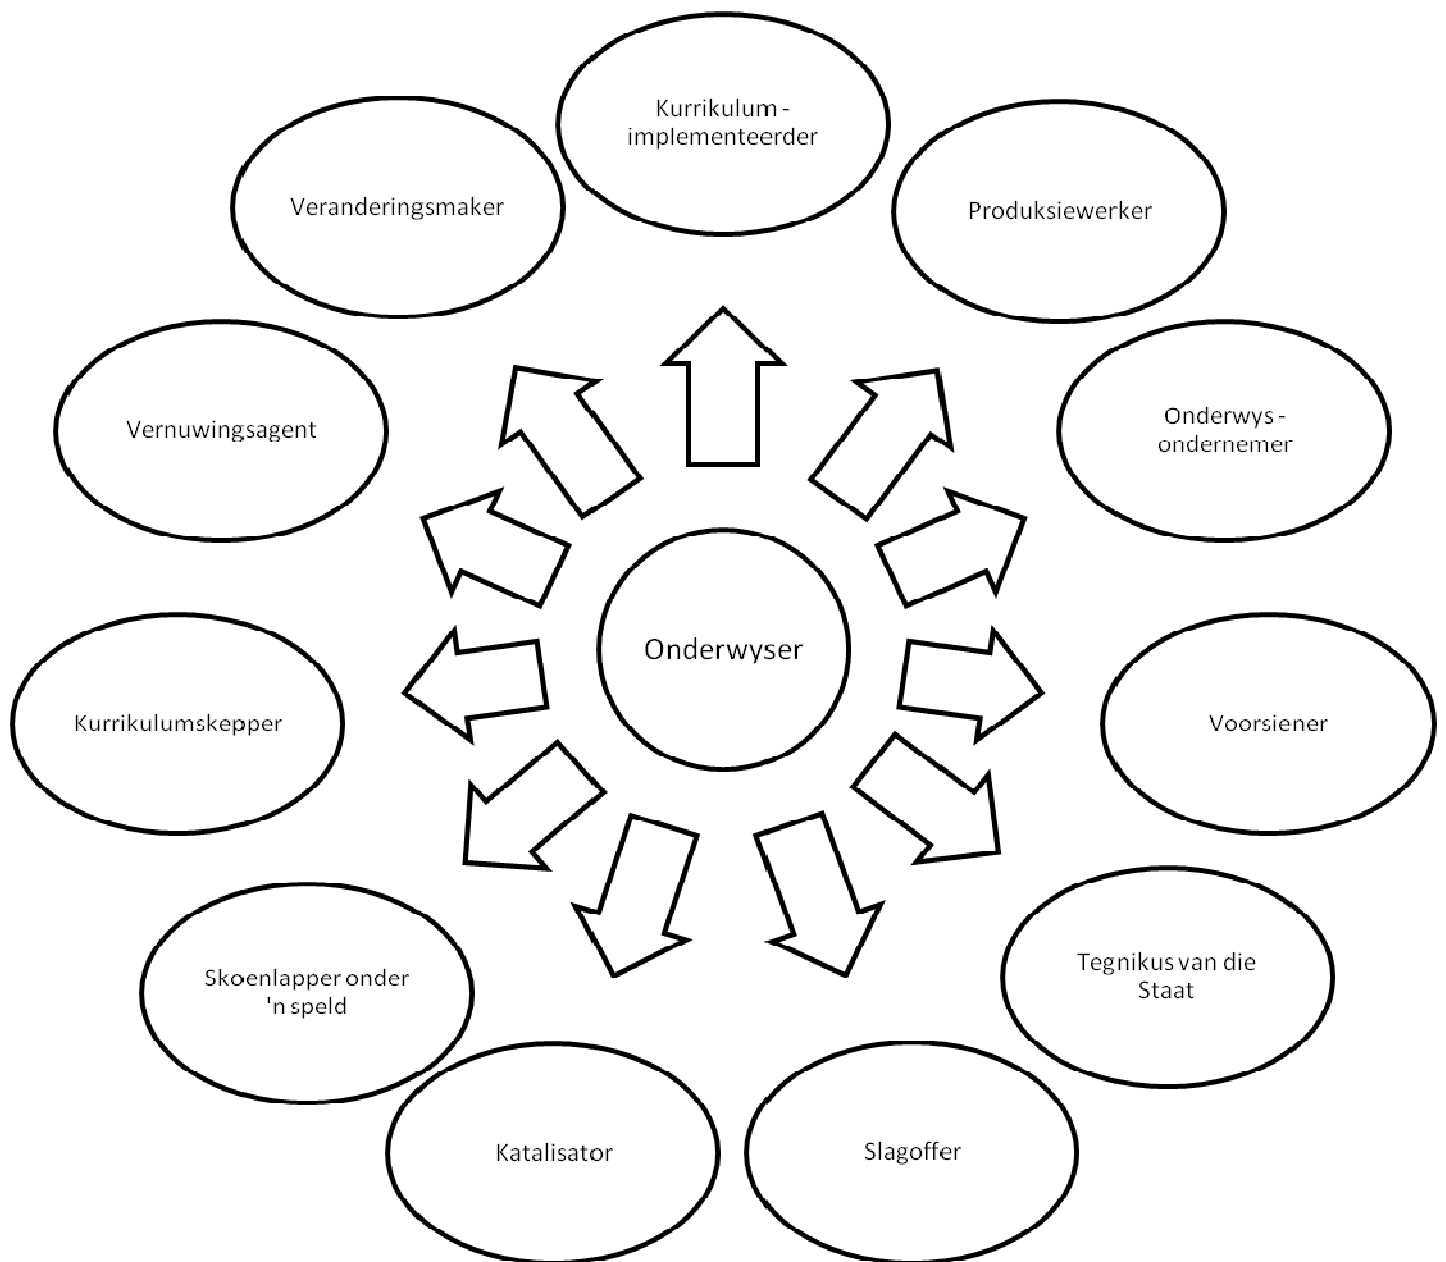 Kurrikulum -
implementeerder
Veranderingsmaker
Produksiewerker
Vernuwingsagent
Onderwys -
ondernemer
Onderwyser
Kurrikulumskepper
Voorsiener
Skoenlapper onder
'n speld
Tegnikus van die
Staat
Katalisator
Slagoffer